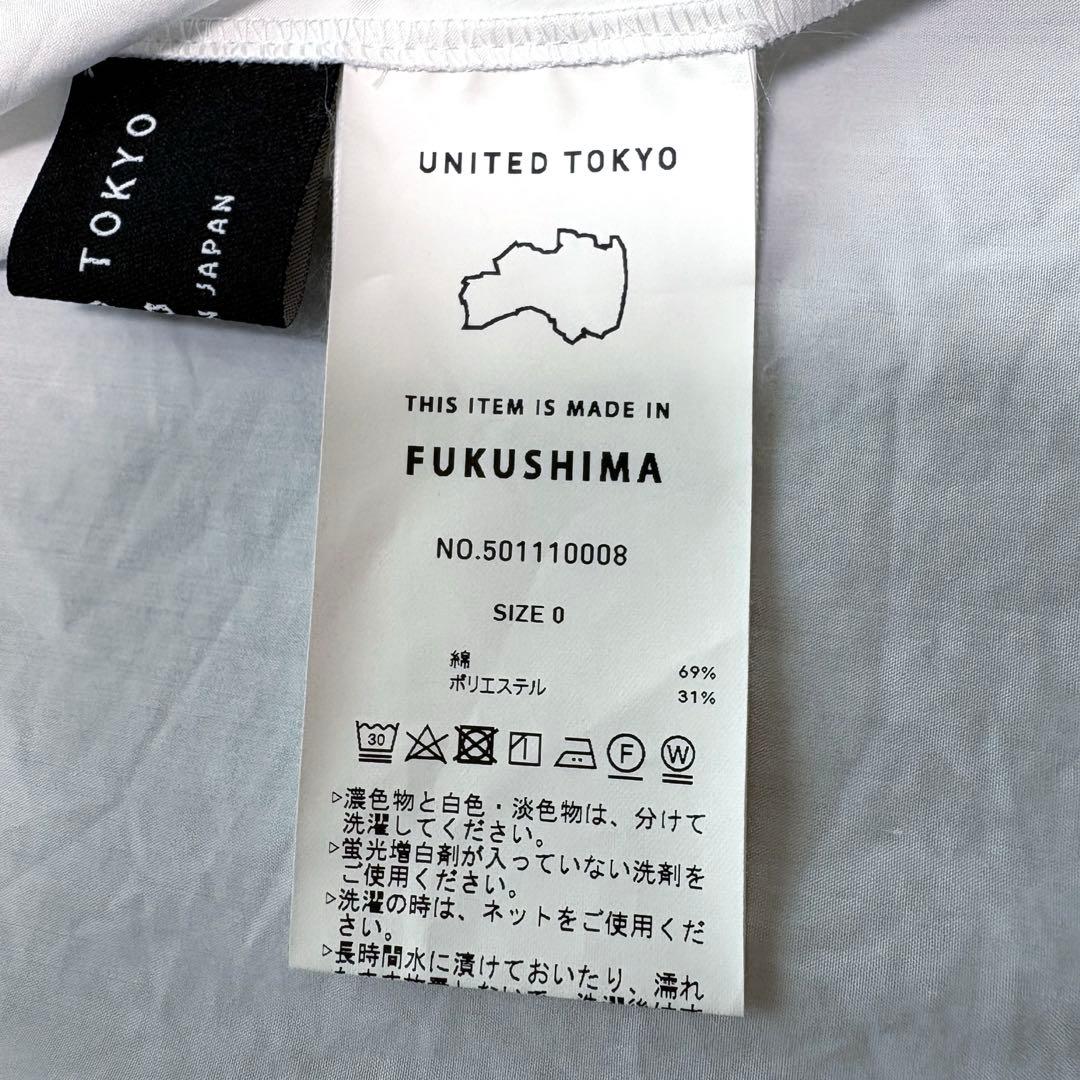 TOKYO
N JAPAN
UNITED TOKYO
THIS ITEM IS MADE IN
FUKUSHIMA
NO.501110008
SIZE 0
綿 69%
ポリエステル 31%
30 F W
▷濃色物と白色・淡色物は、分けて
洗濯してください。
▷蛍光増白剤が入っていない洗剤を
ご使用ください。
▷洗濯の時は、ネットをご使用くだ
さい。
▷長時間水に漬けておいたり、濡れ